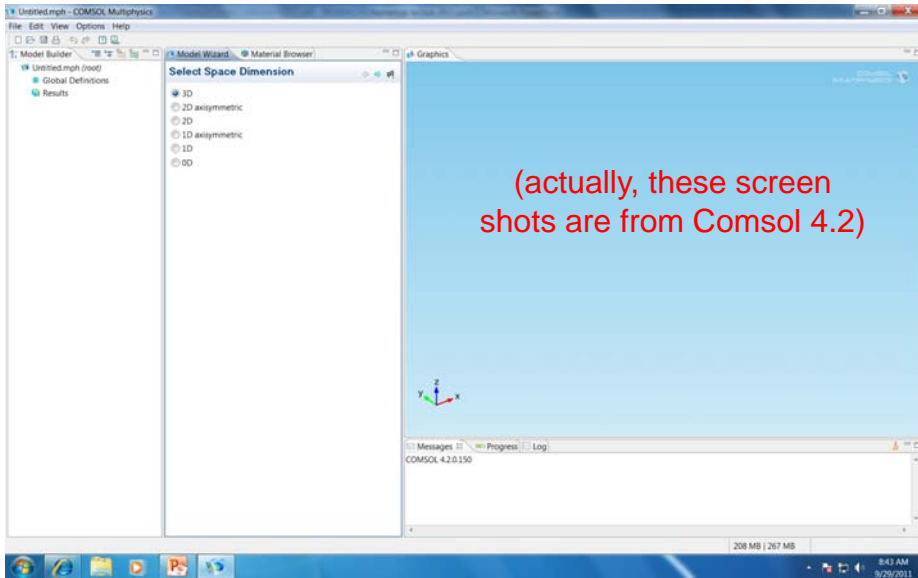 Untitled.mph - COMSOL Multiphysics
File Edit View Options Help
Model Builder
Model Wizard
Material Browser
Graphics
Untitled.mph (root)
Global Definitions
Results
Select Space Dimension
3D
2D axisymmetric
2D
1D axisymmetric
1D
0D
(actually, these screen
shots are from Comsol 4.2)
z
y
x
Messages
Progress
Log
COMSOL 4.2.0.150
208 MB | 267 MB
8:43 AM
9/29/2011